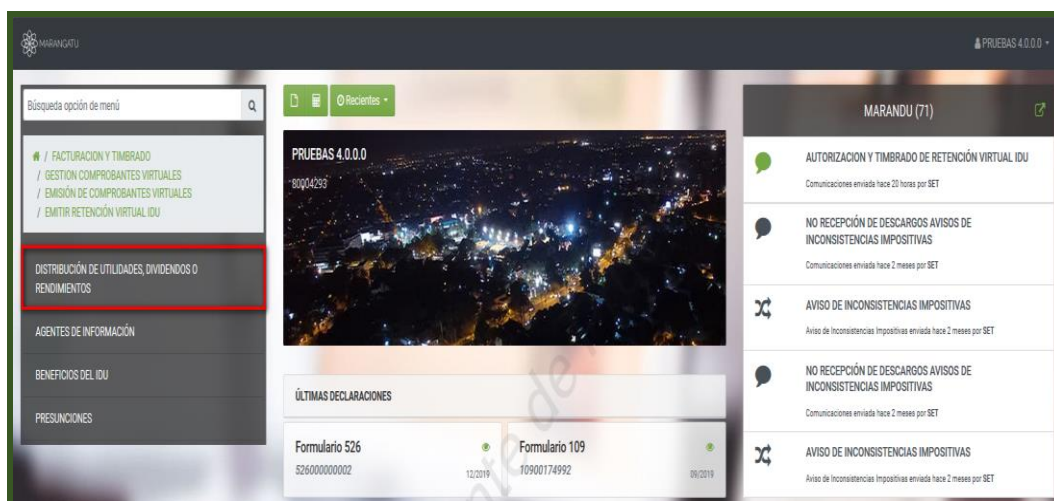 MARANGATU
PRUEBAS 4.0.0.0
Búsqueda opción de menú
/ FACTURACION Y TIMBRADO
/ GESTION COMPROBANTES VIRTUALES
/ EMISIÓN DE COMPROBANTES VIRTUALES
/ EMITIR RETENCIÓN VIRTUAL IDU
DISTRIBUCIÓN DE UTILIDADES, DIVIDENDOS O
RENDIMIENTOS
AGENTES DE INFORMACIÓN
BENEFICIOS DEL IDU
PRESUNCIONES
Recientes
PRUEBAS 4.0.0.0
80004293
ÚLTIMAS DECLARACIONES
Formulario 526
526000000002
12/2019
Formulario 109
10900174992
09/2019
MARANDU (71)
AUTORIZACION Y TIMBRADO DE RETENCIÓN VIRTUAL IDU
Comunicaciones enviada hace 20 horas por SET
NO RECEPCIÓN DE DESCARGOS AVISOS DE
INCONSISTENCIAS IMPOSITIVAS
Comunicaciones enviada hace 2 meses por SET
AVISO DE INCONSISTENCIAS IMPOSITIVAS
Aviso de Inconsistencias Impositivas enviada hace 2 meses por SET
NO RECEPCIÓN DE DESCARGOS AVISOS DE
INCONSISTENCIAS IMPOSITIVAS
Comunicaciones enviada hace 2 meses por SET
AVISO DE INCONSISTENCIAS IMPOSITIVAS
Aviso de Inconsistencias Impositivas enviada hace 2 meses por SET